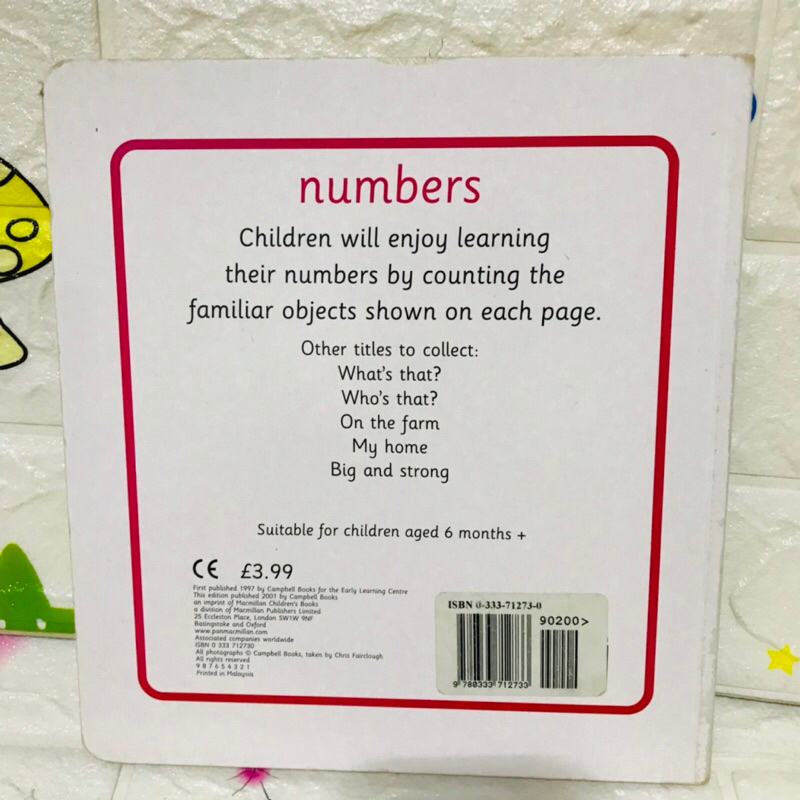 numbers
Children will enjoy learning
their numbers by counting the
familiar objects shown on each page.
Other titles to collect:
What's that?
Who's that?
On the farm
My home
Big and strong
Suitable for children aged 6 months +
CE £3.99
First published 1997 by Campbell Books for the Early Learning Centre
This edition published 2001 by Campbell Books
an imprint of Macmillan Children's Books
a division of Macmillan Publishers Limited
25 Eccleston Place, London SW1W 9NF
Basingstoke and Oxford
www.panmacmillan.com
Associated companies worldwide
ISBN 0 333 712730
All photographs © Campbell Books, taken by Chris Fairclough
All rights reserved
9 8 7 6 5 4 3 2 1
Printed in Malaysia
ISBN 0-333-71273-0
90200>
9 780333 712733